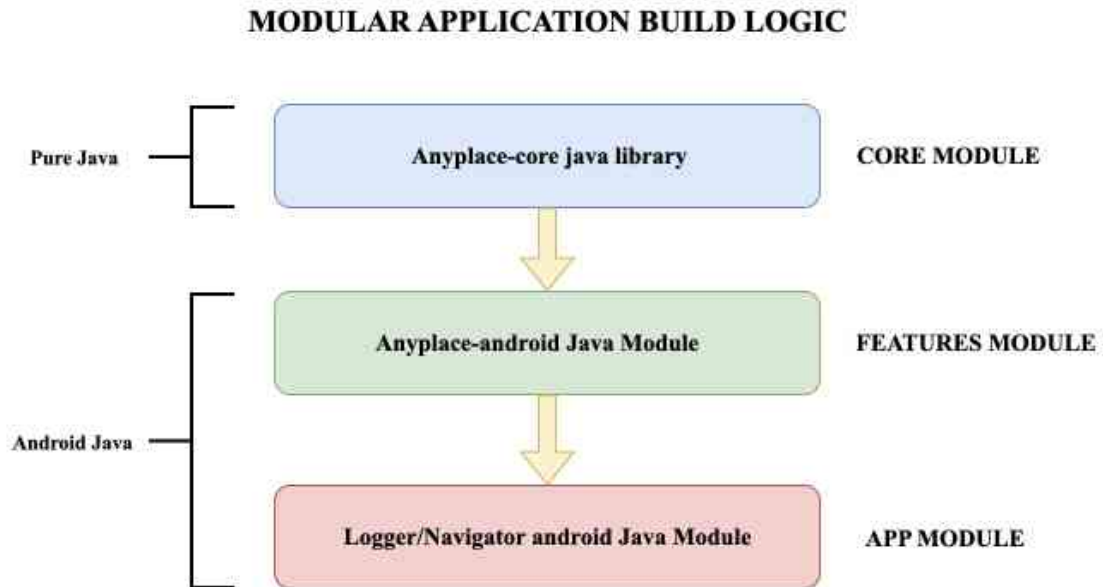 MODULAR APPLICATION BUILD LOGIC
Pure Java
Anyplace-core java library
CORE MODULE
Anyplace-android Java Module
FEATURES MODULE
Android Java
Logger/Navigator android Java Module
APP MODULE